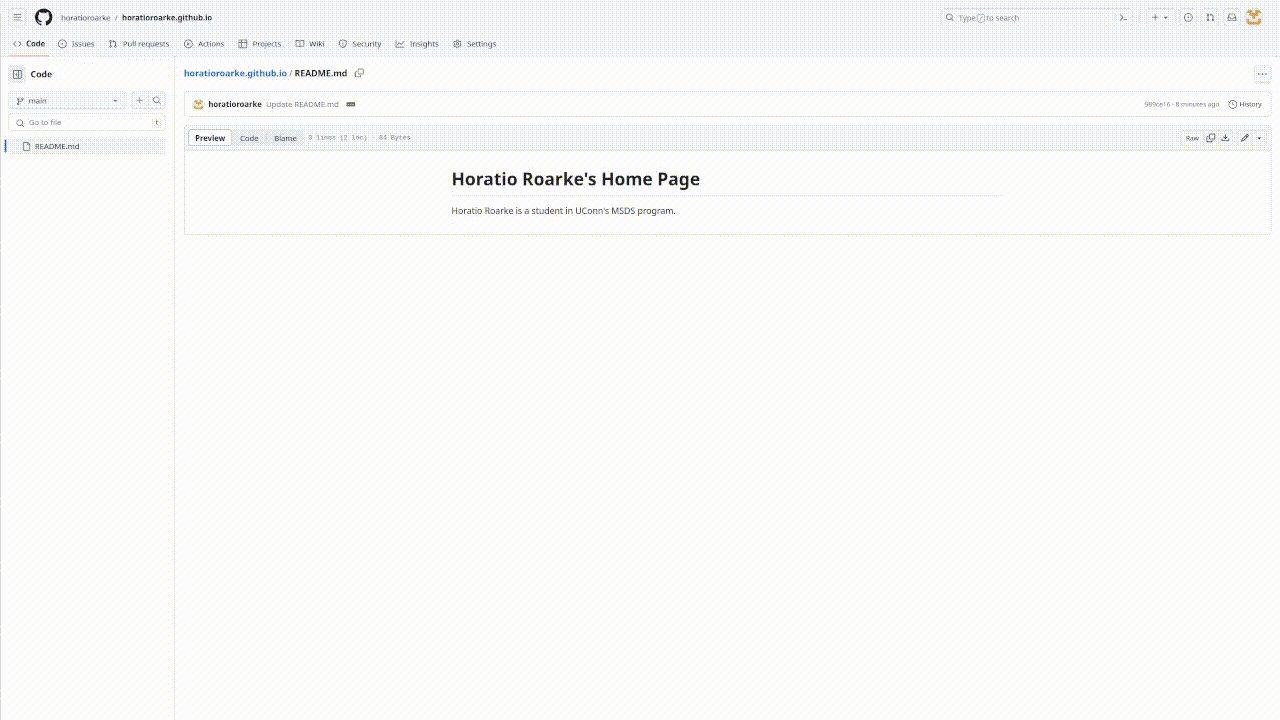 horatioroarke / horatioroarke.github.io
Type / to search
Code Issues Pull requests Actions Projects Wiki Security Insights Settings
Code
main
Go to file t
README.md
horatioroarke.github.io / README.md
horatioroarke Update README.md
969ce16 · 8 minutes ago History
Preview Code Blame 3 lines (2 loc) · 84 Bytes
Raw
Horatio Roarke's Home Page
Horatio Roarke is a student in UConn's MSDS program.